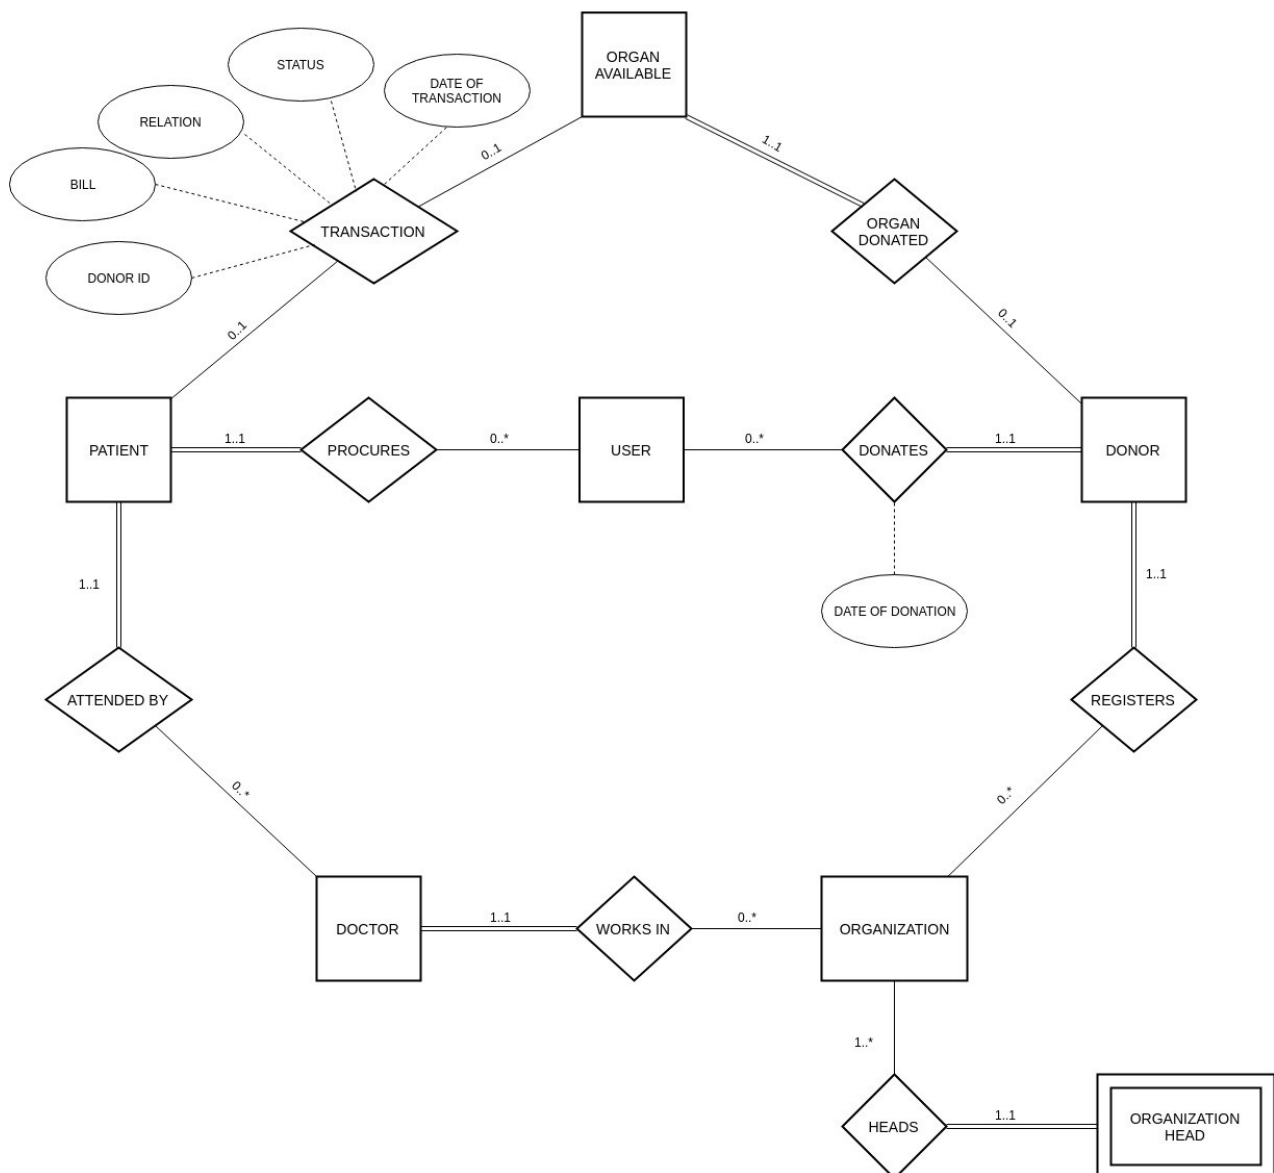 ORGAN
AVAILABLE
STATUS
DATE OF
TRANSACTION
RELATION
0..1
1..1
BILL
TRANSACTION
ORGAN
DONATED
DONOR ID
0..1
0..1
PATIENT
1..1
PROCURES
0..*
USER
0..*
DONATES
1..1
DONOR
1..1
1..1
DATE OF DONATION
ATTENDED BY
REGISTERS
0..*
0..*
DOCTOR
1..1
WORKS IN
0..*
ORGANIZATION
1..*
HEADS
1..1
ORGANIZATION
HEAD